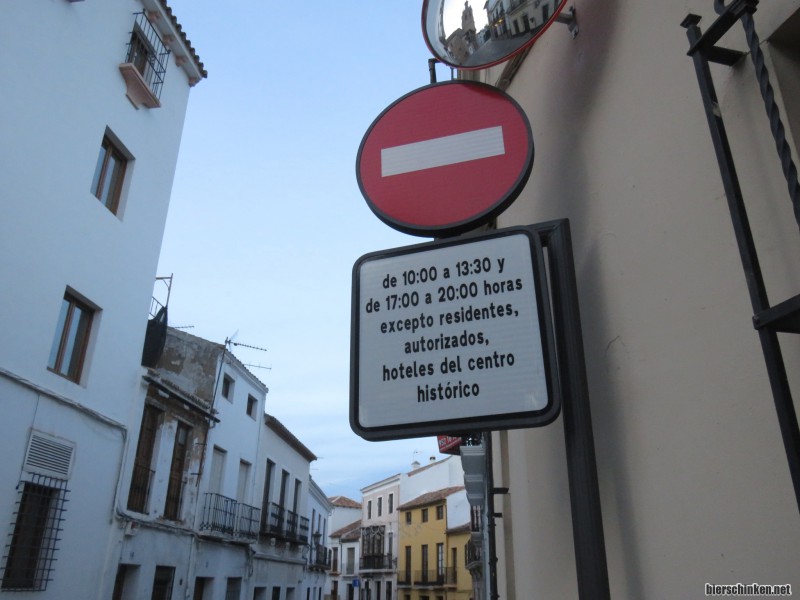 de 10:00 a 13:30 y
de 17:00 a 20:00 horas
excepto residentes,
autorizados,
hoteles del centro
histórico
bierschinken.net